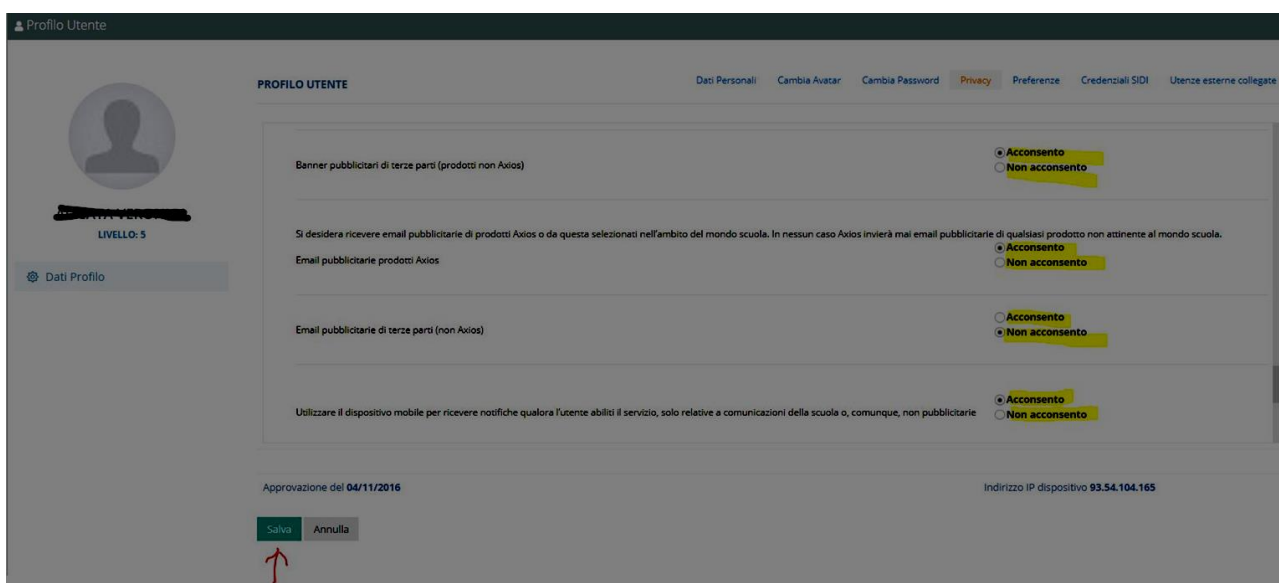 Profilo Utente
PROFILO UTENTE
Dati Personali Cambia Avatar Cambia Password Privacy Preferenze Credenziali SIDI Utenze esterne collegate
LIVELLO: 5
Dati Profilo
Banner pubblicitari di terze parti (prodotti non Axios)
Acconsento
Non acconsento
Si desidera ricevere email pubblicitarie di prodotti Axios o da questa selezionati nell'ambito del mondo scuola. In nessun caso Axios invierà mai email pubblicitarie di qualsiasi prodotto non attinente al mondo scuola.
Email pubblicitarie prodotti Axios
Acconsento
Non acconsento
Email pubblicitarie di terze parti (non Axios)
Acconsento
Non acconsento
Utilizzare il dispositivo mobile per ricevere notifiche qualora l'utente abiliti il servizio, solo relative a comunicazioni della scuola o, comunque, non pubblicitarie
Acconsento
Non acconsento
Approvazione del 04/11/2016
Indirizzo IP dispositivo 93.54.104.165
Salva Annulla